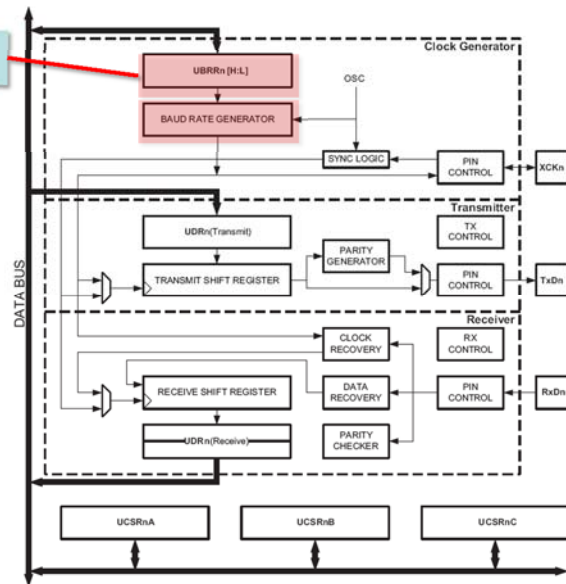 Clock Generator
UBRRn [H:L]
OSC
BAUD RATE GENERATOR
SYNC LOGIC
PIN
CONTROL
XCKn
Transmitter
UDRn(Transmit)
TX
CONTROL
PARITY
GENERATOR
TRANSMIT SHIFT REGISTER
PIN
CONTROL
TxDn
DATA BUS
Receiver
CLOCK
RECOVERY
RX
CONTROL
RECEIVE SHIFT REGISTER
DATA
RECOVERY
PIN
CONTROL
RxDn
UDRn(Receive)
PARITY
CHECKER
UCSRnA
UCSRnB
UCSRnC